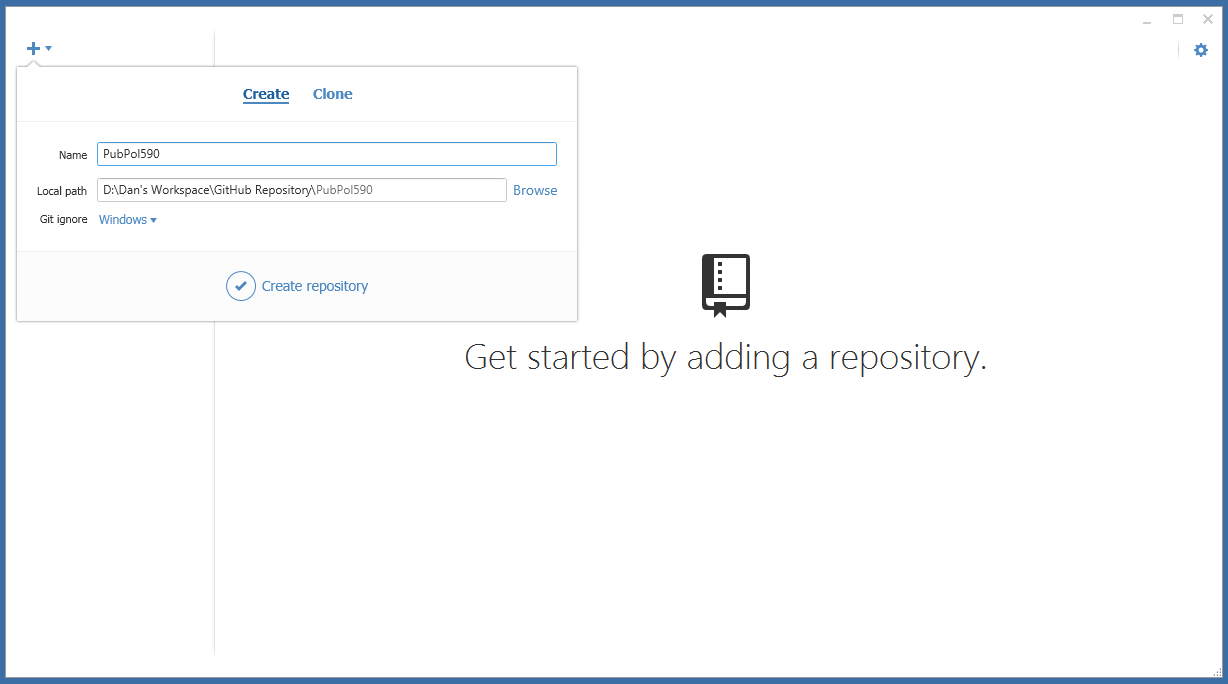 Create Clone
Name PubPol590
Local path D:\Dan's Workspace\GitHub Repository\PubPol590 Browse
Git ignore Windows
Create repository
Get started by adding a repository.